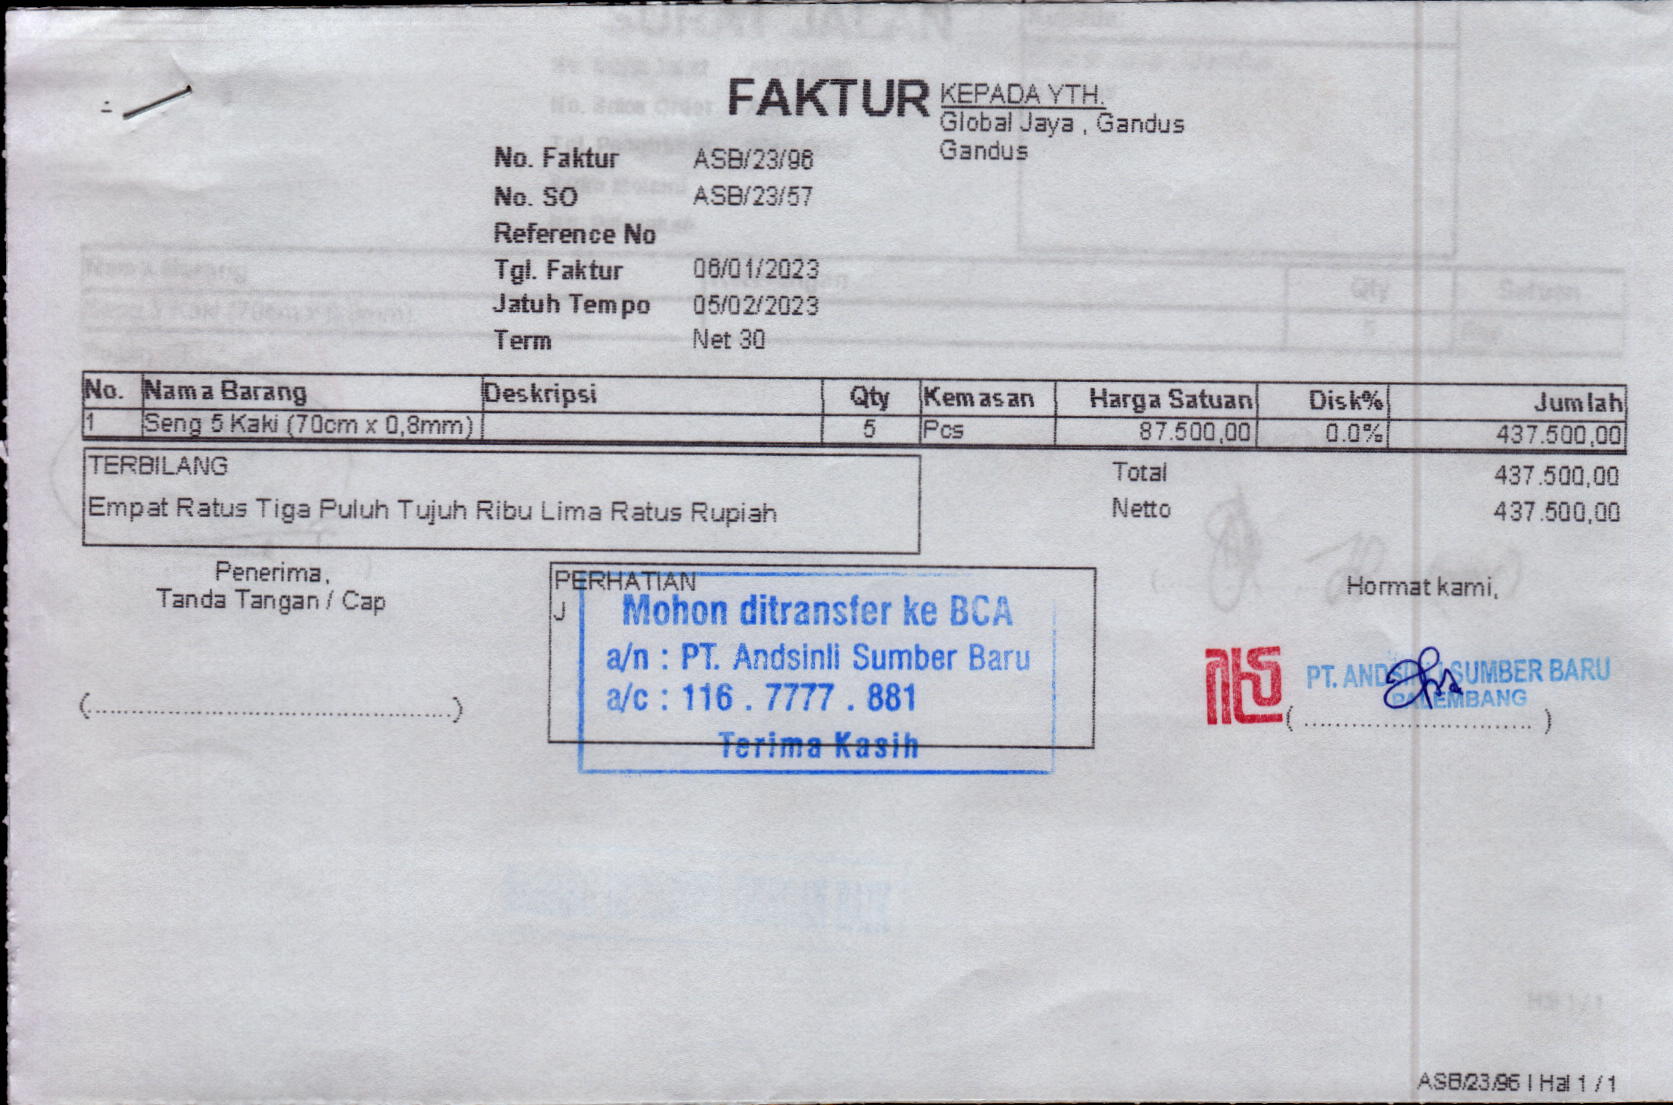 FAKTUR
KEPADA YTH.
Global Jaya , Gandus
Gandus
No. Faktur ASB/23/96
No. SO ASB/23/57
Reference No
Tgl. Faktur 06/01/2023
Jatuh Tempo 05/02/2023
Term Net 30
No. Nama Barang Deskripsi Qty Kemasan Harga Satuan Disk% Jumlah
1 Seng 5 Kaki (70cm x 0,8mm) 5 Pcs 87.500,00 0.0% 437.500,00
TERBILANG
Empat Ratus Tiga Puluh Tujuh Ribu Lima Ratus Rupiah
Total 437.500,00
Netto 437.500,00
Penerima,
Tanda Tangan / Cap
(............................................)
PERHATIAN
J
Mohon ditransfer ke BCA
a/n : PT. Andsinli Sumber Baru
a/c : 116 . 7777 . 881
Terima Kasih
Hormat kami,
PT. ANDSINLI SUMBER BARU
PALEMBANG
( ................................ )
ASB/23/96 | Hal 1 / 1